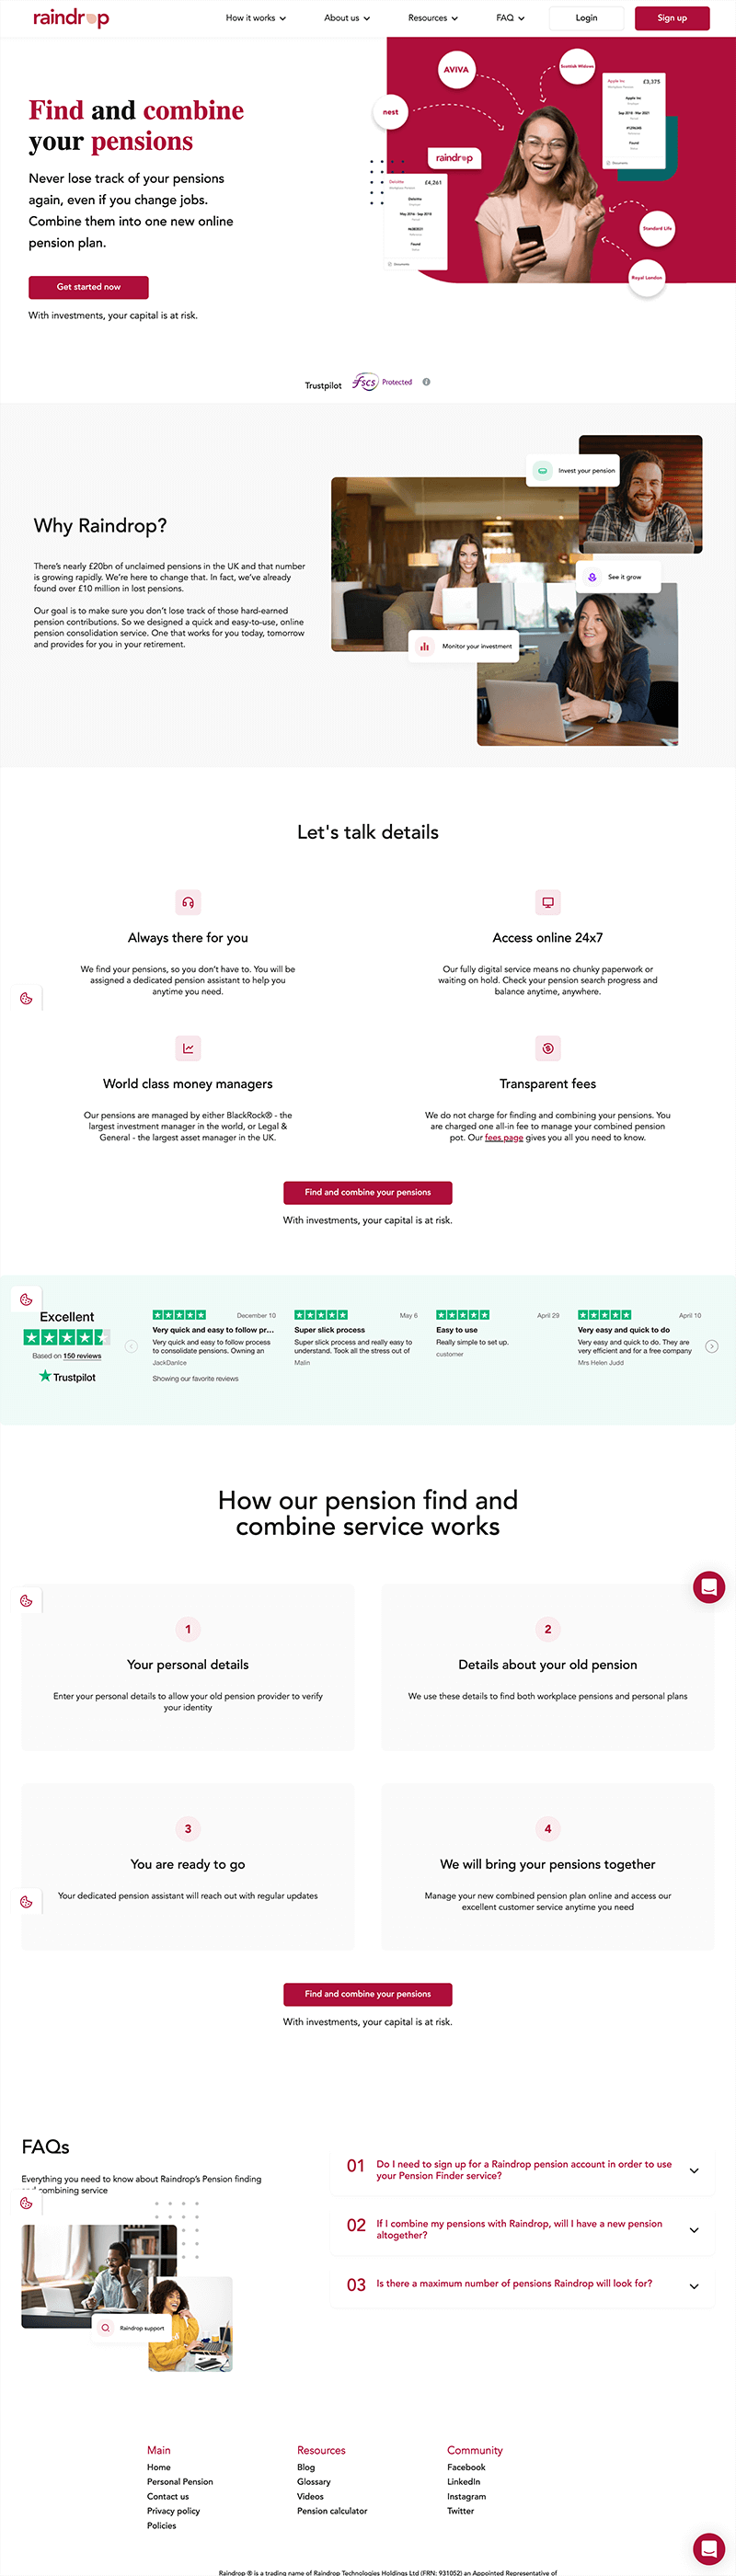 raindrop
How it works
About us
Resources
FAQ
Login
Sign up
Find and combine
your pensions
Never lose track of your pensions
again, even if you change jobs.
Combine them into one new online
pension plan.
Get started now
With investments, your capital is at risk.
AVIVA
Scottish Widows
nest
raindrop
Apple Inc
£3,375
Sep 2018 - Mar 2021
Found
Documents
Deloitte
£4,261
Deloitte
May 2016 - Sep 2018
Found
Documents
Standard Life
Royal London
Trustpilot
fscs Protected
Why Raindrop?
There's nearly £20bn of unclaimed pensions in the UK and that number
is growing rapidly. We're here to change that. In fact, we've already
found over £10 million in lost pensions.
Our goal is to make sure you don't lose track of those hard-earned
pension contributions. So we designed a quick and easy-to-use, online
pension consolidation service. One that works for you today, tomorrow
and provides for you in your retirement.
Invest your pension
See it grow
Monitor your investment
Let's talk details
Always there for you
We find your pensions, so you don't have to. You will be
assigned a dedicated pension assistant to help you
anytime you need.
Access online 24x7
Our fully digital service means no chunky paperwork or
waiting on hold. Check your pension search progress and
balance anytime, anywhere.
World class money managers
Our pensions are managed by either BlackRock® - the
largest investment manager in the world, or Legal &
General - the largest asset manager in the UK.
Transparent fees
We do not charge for finding and combining your pensions. You
are charged one all-in fee to manage your combined pension
pot. Our fees page gives you all you need to know.
Find and combine your pensions
With investments, your capital is at risk.
Excellent
Based on 150 reviews
Trustpilot
December 10
Very quick and easy to follow pr...
Very quick and easy to follow process
to consolidate pensions. Owning an
JackDanice
Showing our favorite reviews
May 6
Super slick process
Super slick process and really easy to
understand. Took all the stress out of
Malin
April 29
Easy to use
Really simple to set up.
customer
April 10
Very easy and quick to do
Very easy and quick to do. They are
very efficient and for a free company
Mrs Helen Judd
How our pension find and
combine service works
1
Your personal details
Enter your personal details to allow your old pension provider to verify
your identity
2
Details about your old pension
We use these details to find both workplace pensions and personal plans
3
You are ready to go
Your dedicated pension assistant will reach out with regular updates
4
We will bring your pensions together
Manage your new combined pension plan online and access our
excellent customer service anytime you need
Find and combine your pensions
With investments, your capital is at risk.
FAQs
Everything you need to know about Raindrop's Pension finding
and combining service
Raindrop support
01 Do I need to sign up for a Raindrop pension account in order to use
your Pension Finder service?
02 If I combine my pensions with Raindrop, will I have a new pension
altogether?
03 Is there a maximum number of pensions Raindrop will look for?
Main
Home
Personal Pension
Contact us
Privacy policy
Policies
Resources
Blog
Glossary
Videos
Pension calculator
Community
Facebook
LinkedIn
Instagram
Twitter
Raindrop ® is a trading name of Raindrop Technologies Holdings Ltd (FRN: 931052) an Appointed Representative of